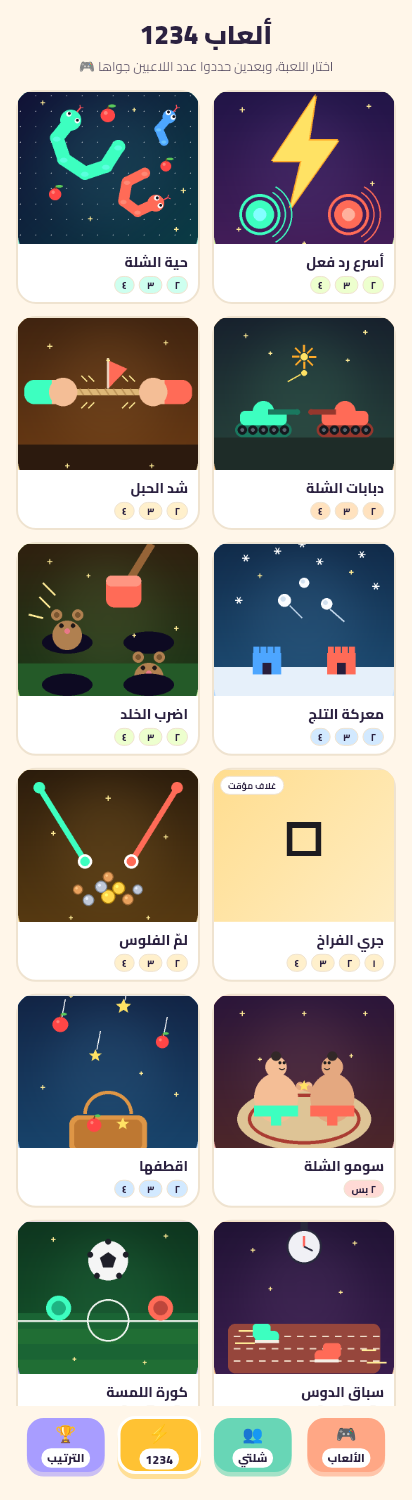 ألعاب 1234
اختار اللعبة، وبعدين حددوا عدد اللاعبين جواها 🎮
أسرع رد فعل
٢ ٣ ٤
حية الشلة
٢ ٣ ٤
دبابات الشلة
٢ ٣ ٤
شد الحبل
٢ ٣ ٤
معركة التلج
٢ ٣ ٤
اضرب الخلد
٢ ٣ ٤
غلاف مؤقت
جري الفراخ
١ ٢ ٣ ٤
لمّ الفلوس
٢ ٣ ٤
سومو الشلة
٢ بس
اقطفها
٢ ٣ ٤
سباق الدوس
كورة اللمسة
الألعاب
شلتي
1234
الترتيب